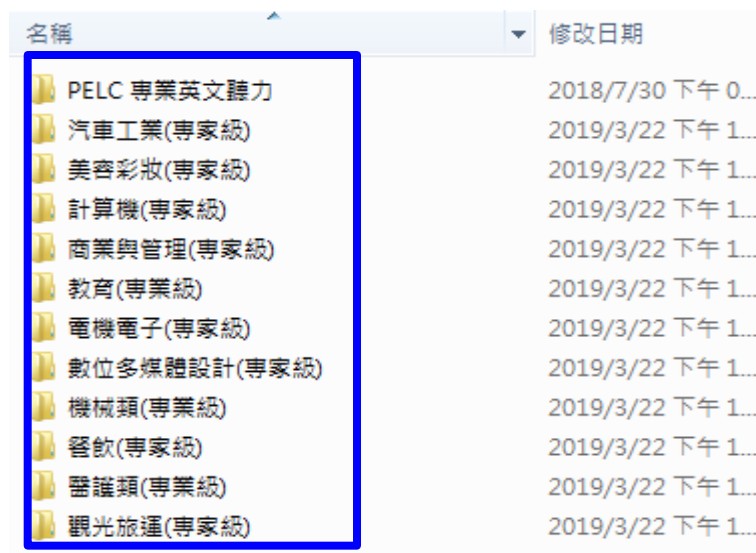 名稱 修改日期
PELC 專業英文聽力 2018/7/30 下午 0...
汽車工業(專家級) 2019/3/22 下午 1...
美容彩妝(專家級) 2019/3/22 下午 1...
計算機(專家級) 2019/3/22 下午 1...
商業與管理(專家級) 2019/3/22 下午 1...
教育(專業級) 2019/3/22 下午 1...
電機電子(專家級) 2019/3/22 下午 1...
數位多媒體設計(專家級) 2019/3/22 下午 1...
機械類(專業級) 2019/3/22 下午 1...
餐飲(專家級) 2019/3/22 下午 1...
醫護類(專業級) 2019/3/22 下午 1...
觀光旅運(專家級) 2019/3/22 下午 1...